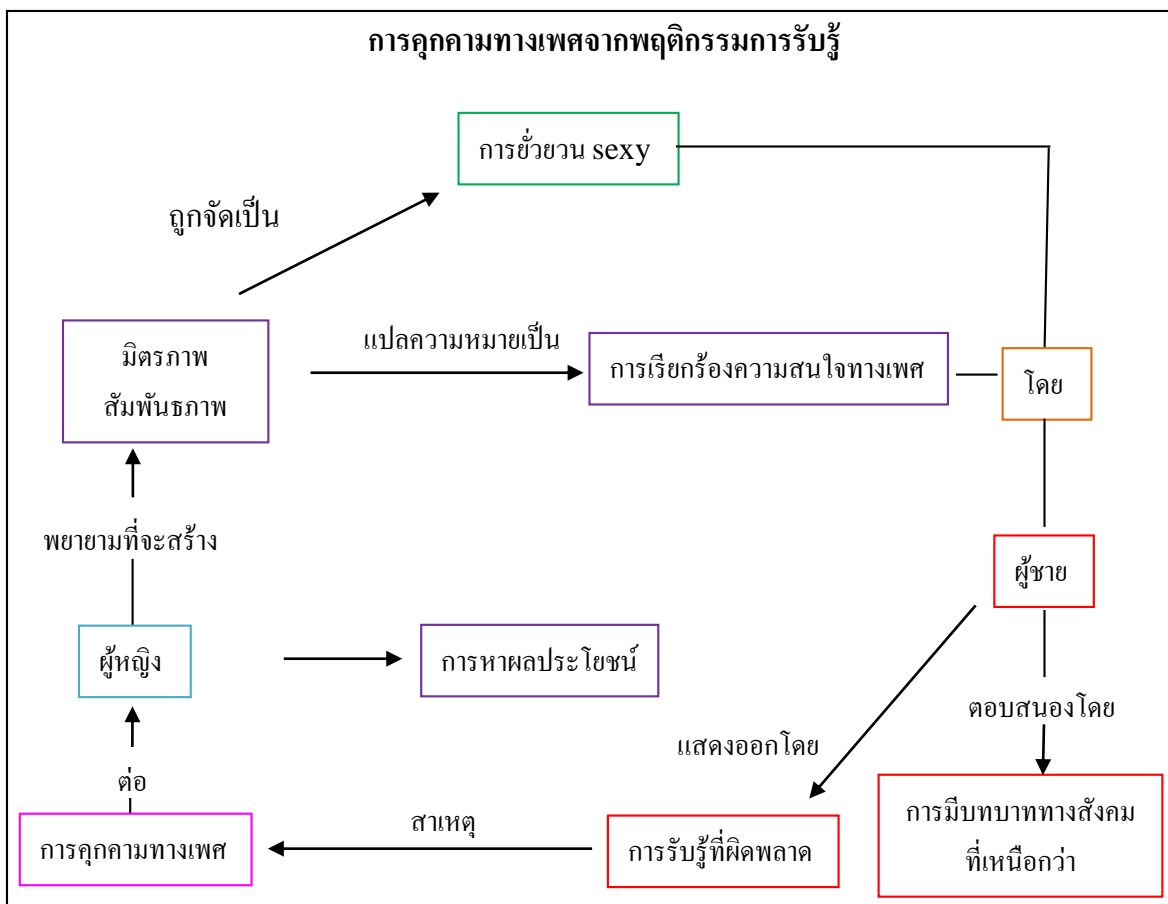 การคุกคามทางเพศจากพฤติกรรมการรับรู้
การยั่วยวน sexy
ถูกจัดเป็น
มิตรภาพ
สัมพันธภาพ
แปลความหมายเป็น
การเรียกร้องความสนใจทางเพศ
โดย
พยายามที่จะสร้าง
ผู้ชาย
ผู้หญิง
การหาผลประโยชน์
ตอบสนองโดย
แสดงออกโดย
ต่อ
การคุกคามทางเพศ
สาเหตุ
การรับรู้ที่ผิดพลาด
การมีบทบาททางสังคม
ที่เหนือกว่า